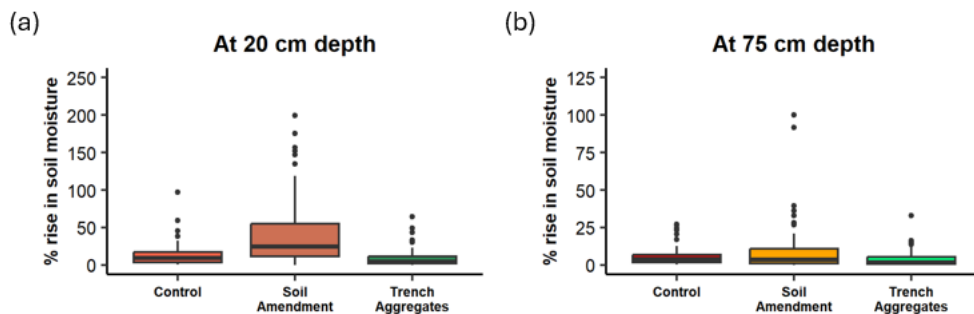 (a)
At 20 cm depth
% rise in soil moisture
250
200
150
100
50
0
Control
Soil
Amendment
Trench
Aggregates
(b)
At 75 cm depth
% rise in soil moisture
125
100
75
50
25
0
Control
Soil
Amendment
Trench
Aggregates